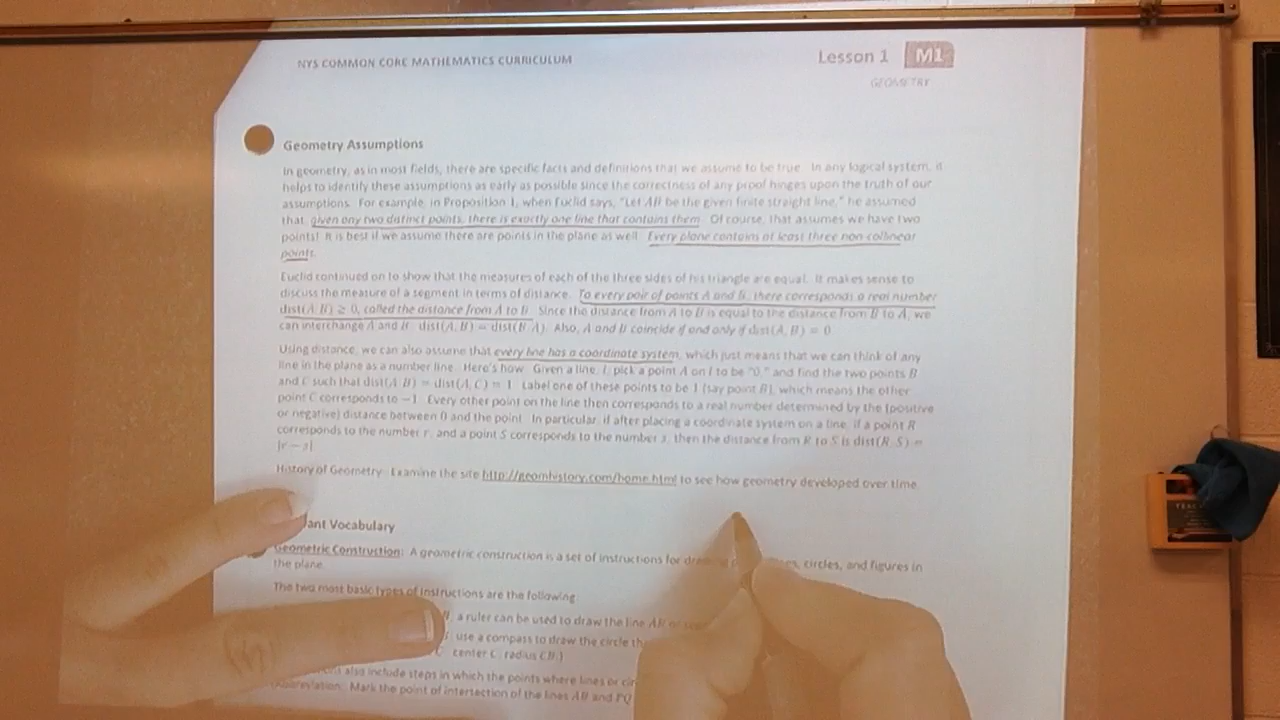 NYS COMMON CORE MATHEMATICS CURRICULUM
Lesson 1
M1
GEOMETRY
Geometry Assumptions
In geometry, as in most fields, there are specific facts and definitions that we assume to be true. In any logical system, it
helps to identify these assumptions as early as possible since the correctness of any proof hinges upon the truth of our
assumptions. For example, in Proposition 1, when Euclid says, "Let AB be the given finite straight line," he assumed
that given any two distinct points, there is exactly one line that contains them. Of course, that assumes we have two
points! It is best if we assume there are points in the plane as well: Every plane contains at least three non-collinear
points.
Euclid continued on to show that the measures of each of the three sides of his triangle are equal. It makes sense to
discuss the measure of a segment in terms of distance. To every pair of points A and B, there corresponds a real number
dist(A, B) ≥ 0, called the distance from A to B. Since the distance from A to B is equal to the distance from B to A, we
can interchange A and B: dist(A, B) = dist(B, A). Also, A and B coincide if and only if dist(A, B) = 0.
Using distance, we can also assume that every line has a coordinate system, which just means that we can think of any
line in the plane as a number line. Here's how: Given a line, l, pick a point A on l to be "0," and find the two points B
and C such that dist(A, B) = dist(A, C) = 1. Label one of these points to be 1 (say point B), which means the other
point C corresponds to −1. Every other point on the line then corresponds to a real number determined by the (positive
or negative) distance between 0 and the point. In particular, if after placing a coordinate system on a line, if a point R
corresponds to the number r, and a point S corresponds to the number s, then the distance from R to S is dist(R, S) =
|r − s|.
History of Geometry: Examine the site http://geomhistory.com/home.html to see how geometry developed over time.
ant Vocabulary
Geometric Construction: A geometric construction is a set of instructions for circles, and figures in
the plane.
The two most basic types of instructions are the following:
a ruler can be used to draw the line AB
use a compass to draw the circle
center C, radius CB.)
also include steps in which the points where lines or
Mark the point of intersection of the lines AB and PQ